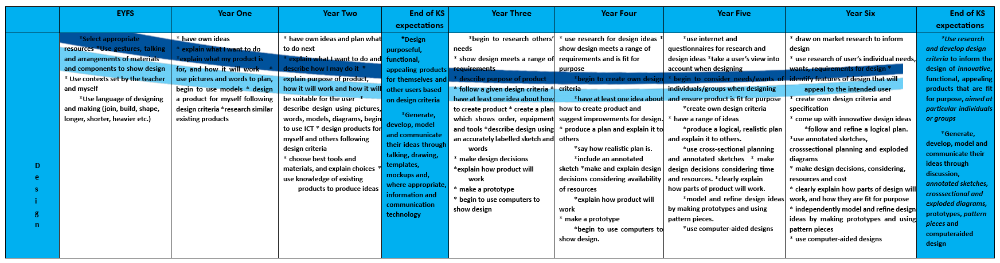 EYFS
Year One
Year Two
End of KS
expectations
Year Three
Year Four
Year Five
Year Six
End of KS
expectations
D
e
s
i
g
n
*Select appropriate
resources *Use gestures, talking
and arrangements of materials
and components to show design
* Use contexts set by the teacher
and myself
*Use language of designing
and making (join, build, shape,
longer, shorter, heavier etc.)
* have own ideas
* explain what I want to do
*explain what my product is
for, and how it will work *
use pictures and words to plan,
begin to use models * design
a product for myself following
design criteria *research similar
existing products
* have own ideas and plan what
to do next
* explain what I want to do and
describe how I may do it *
explain purpose of product,
how it will work and how it will
be suitable for the user *
describe design using pictures,
words, models, diagrams, begin
to use ICT * design products for
myself and others following
design criteria
* choose best tools and
materials, and explain choices *
use knowledge of existing
products to produce ideas
*Design
purposeful,
functional,
appealing products
for themselves and
other users based
on design criteria
*Generate,
develop, model
and communicate
their ideas through
talking, drawing,
templates,
mockups and,
where appropriate,
information and
communication
technology
*begin to research others'
needs
* show design meets a range of
requirements
* describe purpose of product
* follow a given design criteria *
have at least one idea about how
to create product * create a plan
which shows order, equipment
and tools *describe design using
an accurately labelled sketch and
words
* make design decisions
*explain how product will
work
* make a prototype
* begin to use computers to
show design
* use research for design ideas *
show design meets a range of
requirements and is fit for
purpose
*begin to create own design
criteria
*have at least one idea about
how to create product and
suggest improvements for design.
* produce a plan and explain it to
others
*say how realistic plan is.
*include an annotated
sketch *make and explain design
decisions considering availability
of resources
*explain how product will
work
* make a prototype
*begin to use computers to
show design.
*use internet and
questionnaires for research and
design ideas *take a user's view into
account when designing
* begin to consider needs/wants of
individuals/groups when designing
and ensure product is fit for purpose
*create own design criteria
* have a range of ideas
*produce a logical, realistic plan
and explain it to others.
*use cross-sectional planning
and annotated sketches * make
design decisions considering time
and resources. *clearly explain
how parts of product will work.
*model and refine design ideas
by making prototypes and using
pattern pieces.
*use computer-aided designs
* draw on market research to inform
design
* use research of user's individual needs,
wants, requirements for design *
identify features of design that will
appeal to the intended user
* create own design criteria and
specification
* come up with innovative design ideas
*follow and refine a logical plan.
*use annotated sketches,
crosssectional planning and exploded
diagrams
* make design decisions, considering,
resources and cost
* clearly explain how parts of design will
work, and how they are fit for purpose
* independently model and refine design
ideas by making prototypes and using
pattern pieces
* use computer-aided designs
*Use research
and develop design
criteria to inform the
design of innovative,
functional, appealing
products that are fit
for purpose, aimed at
particular individuals
or groups
*Generate,
develop, model and
communicate their
ideas through
discussion,
annotated sketches,
crosssectional and
exploded diagrams,
prototypes, pattern
pieces and
computeraided
design